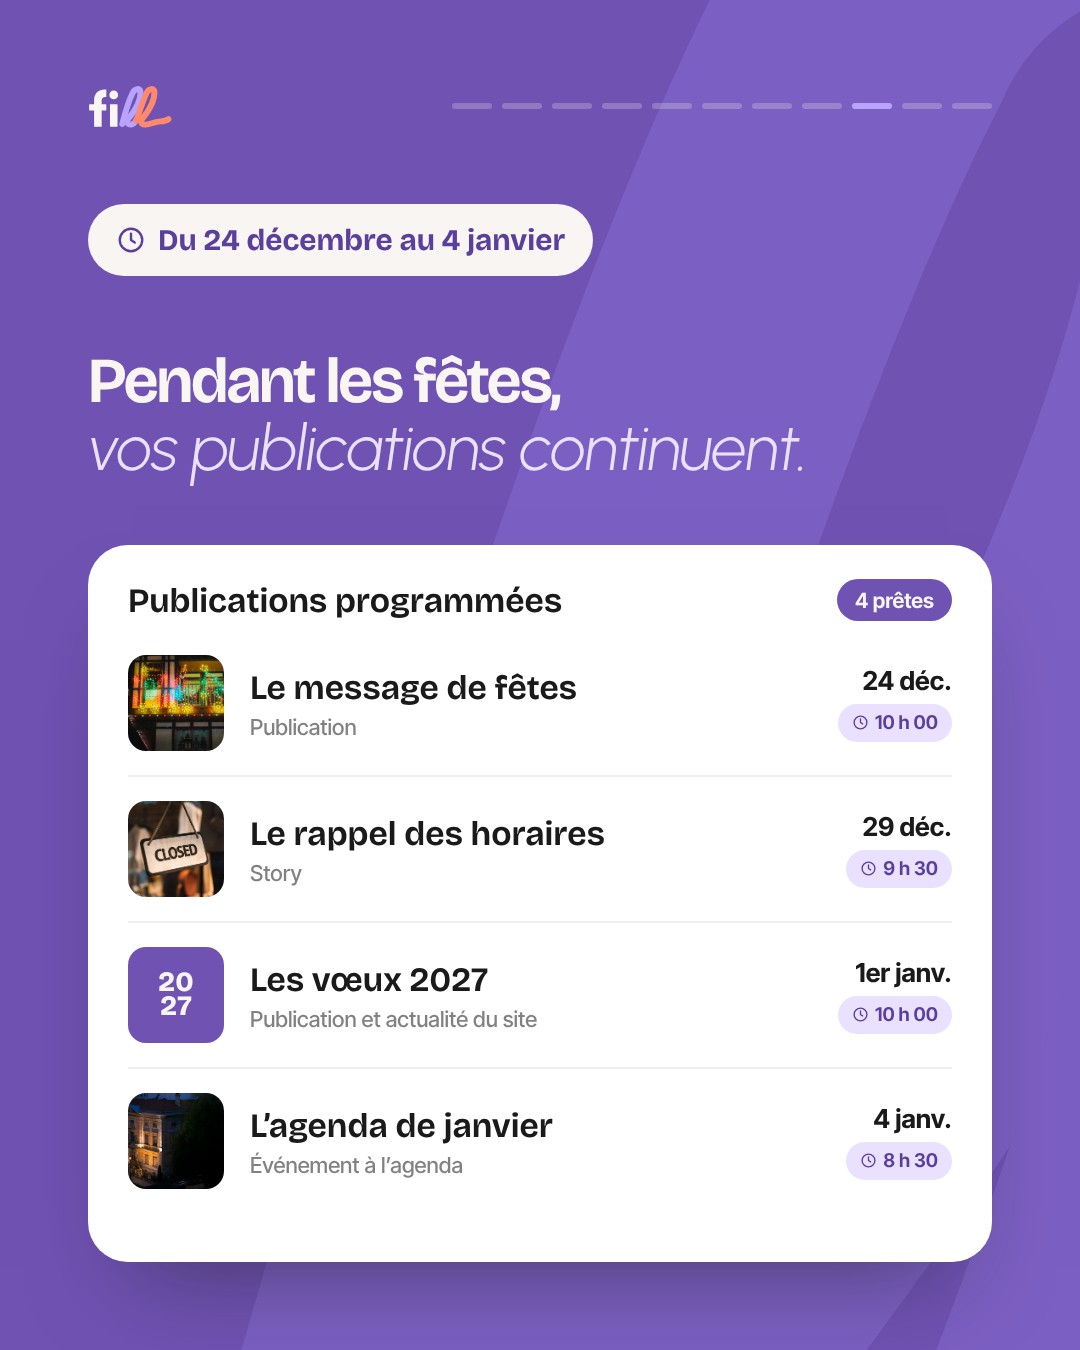 fill
Du 24 décembre au 4 janvier
Pendant les fêtes,
vos publications continuent.
Publications programmées
4 prêtes
Le message de fêtes
Publication
24 déc.
10 h 00
CLOSED
Le rappel des horaires
Story
29 déc.
9 h 30
20
27
Les vœux 2027
Publication et actualité du site
1er janv.
10 h 00
L’agenda de janvier
Événement à l’agenda
4 janv.
8 h 30